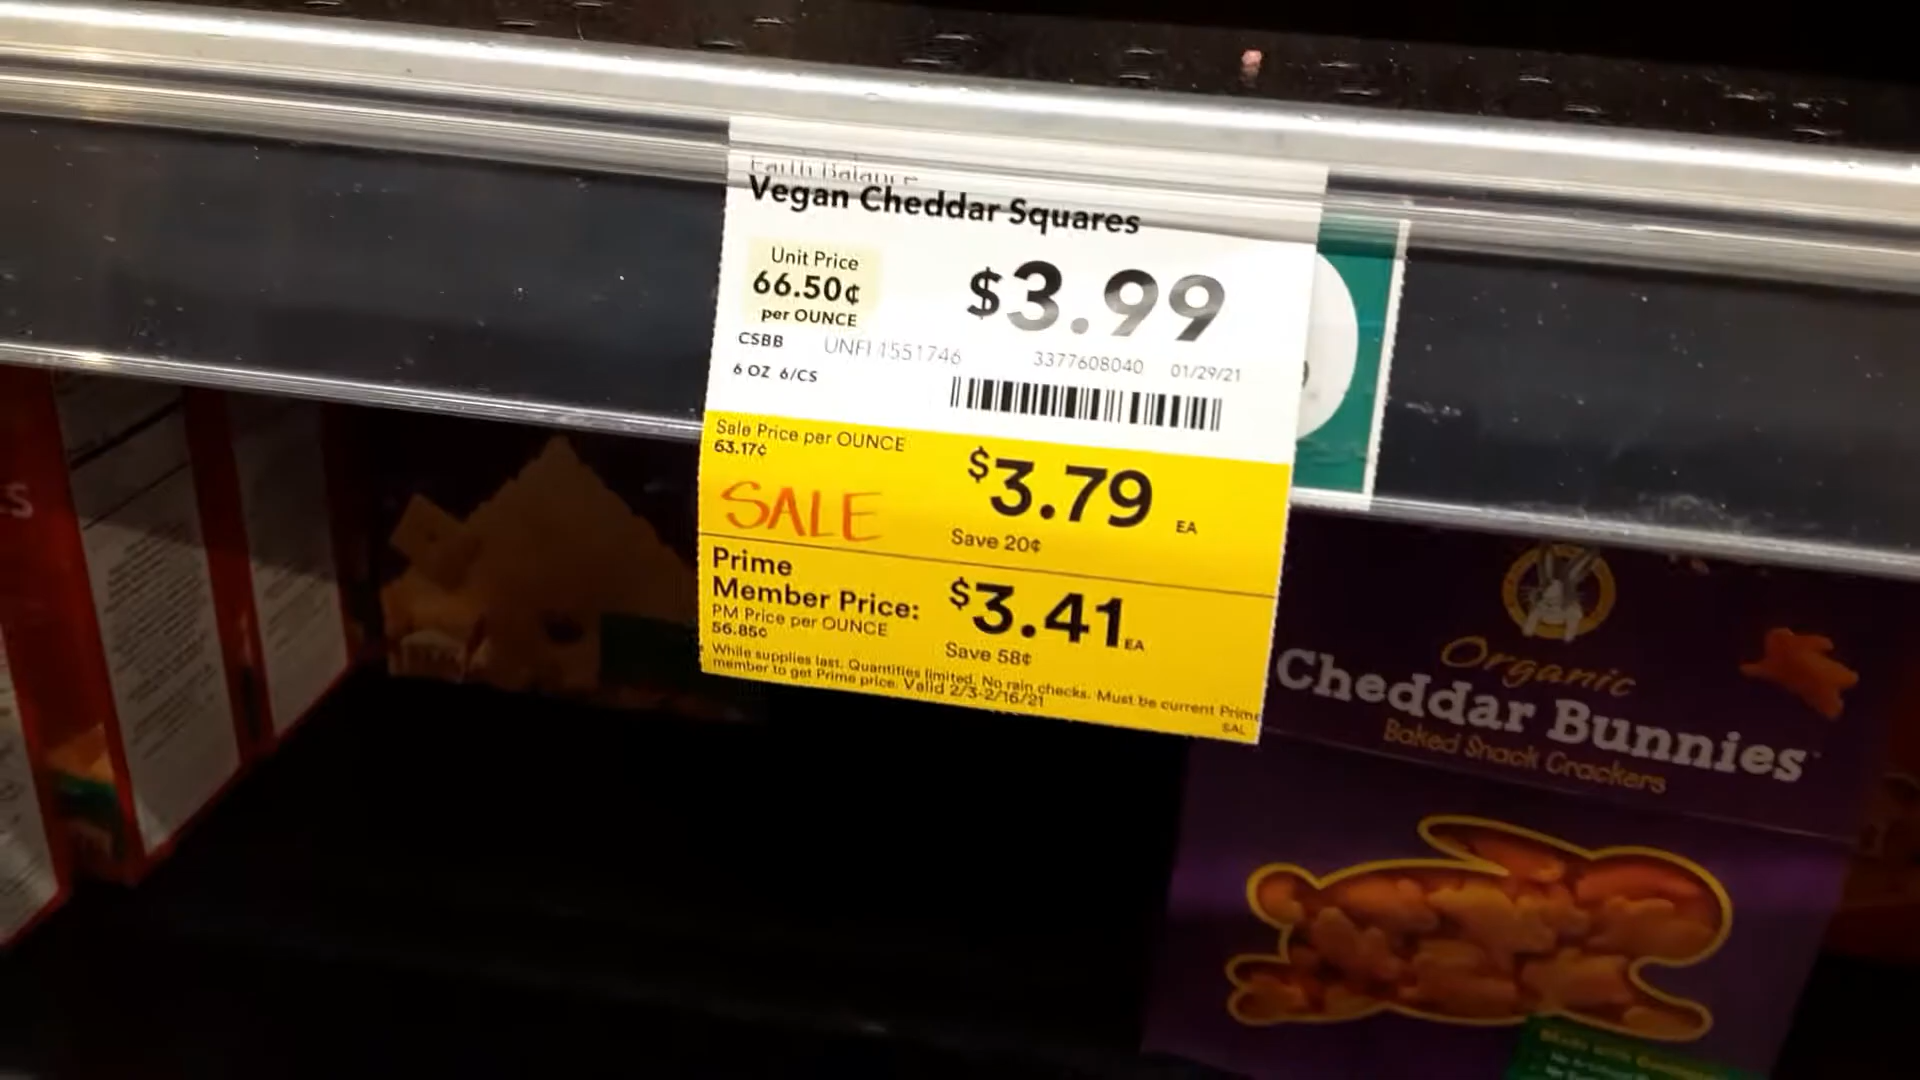 Earth Balance
Vegan Cheddar Squares
Unit Price
66.50¢
per OUNCE
$3.99
CSBB UNFI 1551746 3377608040 01/29/21
6 OZ 6/CS
Sale Price per OUNCE
63.17¢
$3.79 EA
SALE
Save 20¢
Prime
Member Price:
$3.41 EA
PM Price per OUNCE
56.85¢
Save 58¢
While supplies last. Quantities limited. No rain checks. Must be current Prime
member to get Prime price. Valid 2/3-2/16/21
SAL
Organic
Cheddar Bunnies
Baked Snack Crackers